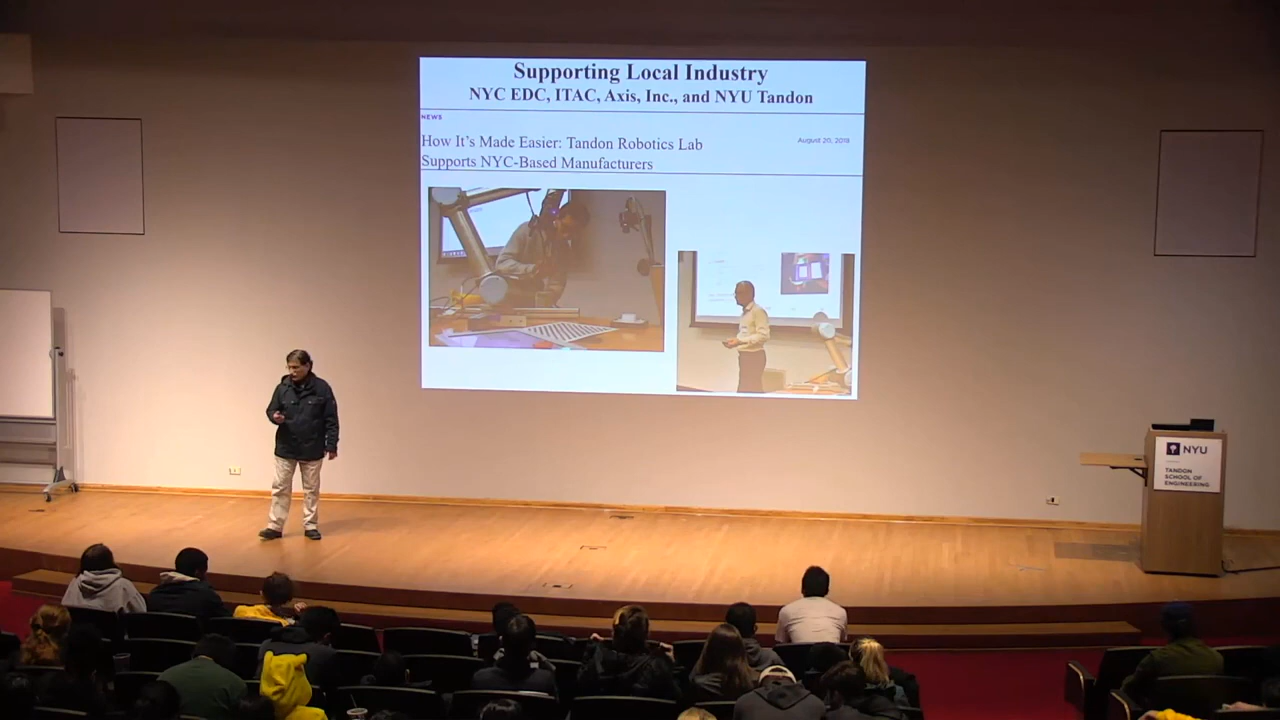 Supporting Local Industry
NYC EDC, ITAC, Axis, Inc., and NYU Tandon
NEWS
How It's Made Easier: Tandon Robotics Lab
Supports NYC-Based Manufacturers
August 20, 2019
NYU
TANDON
SCHOOL OF
ENGINEERING